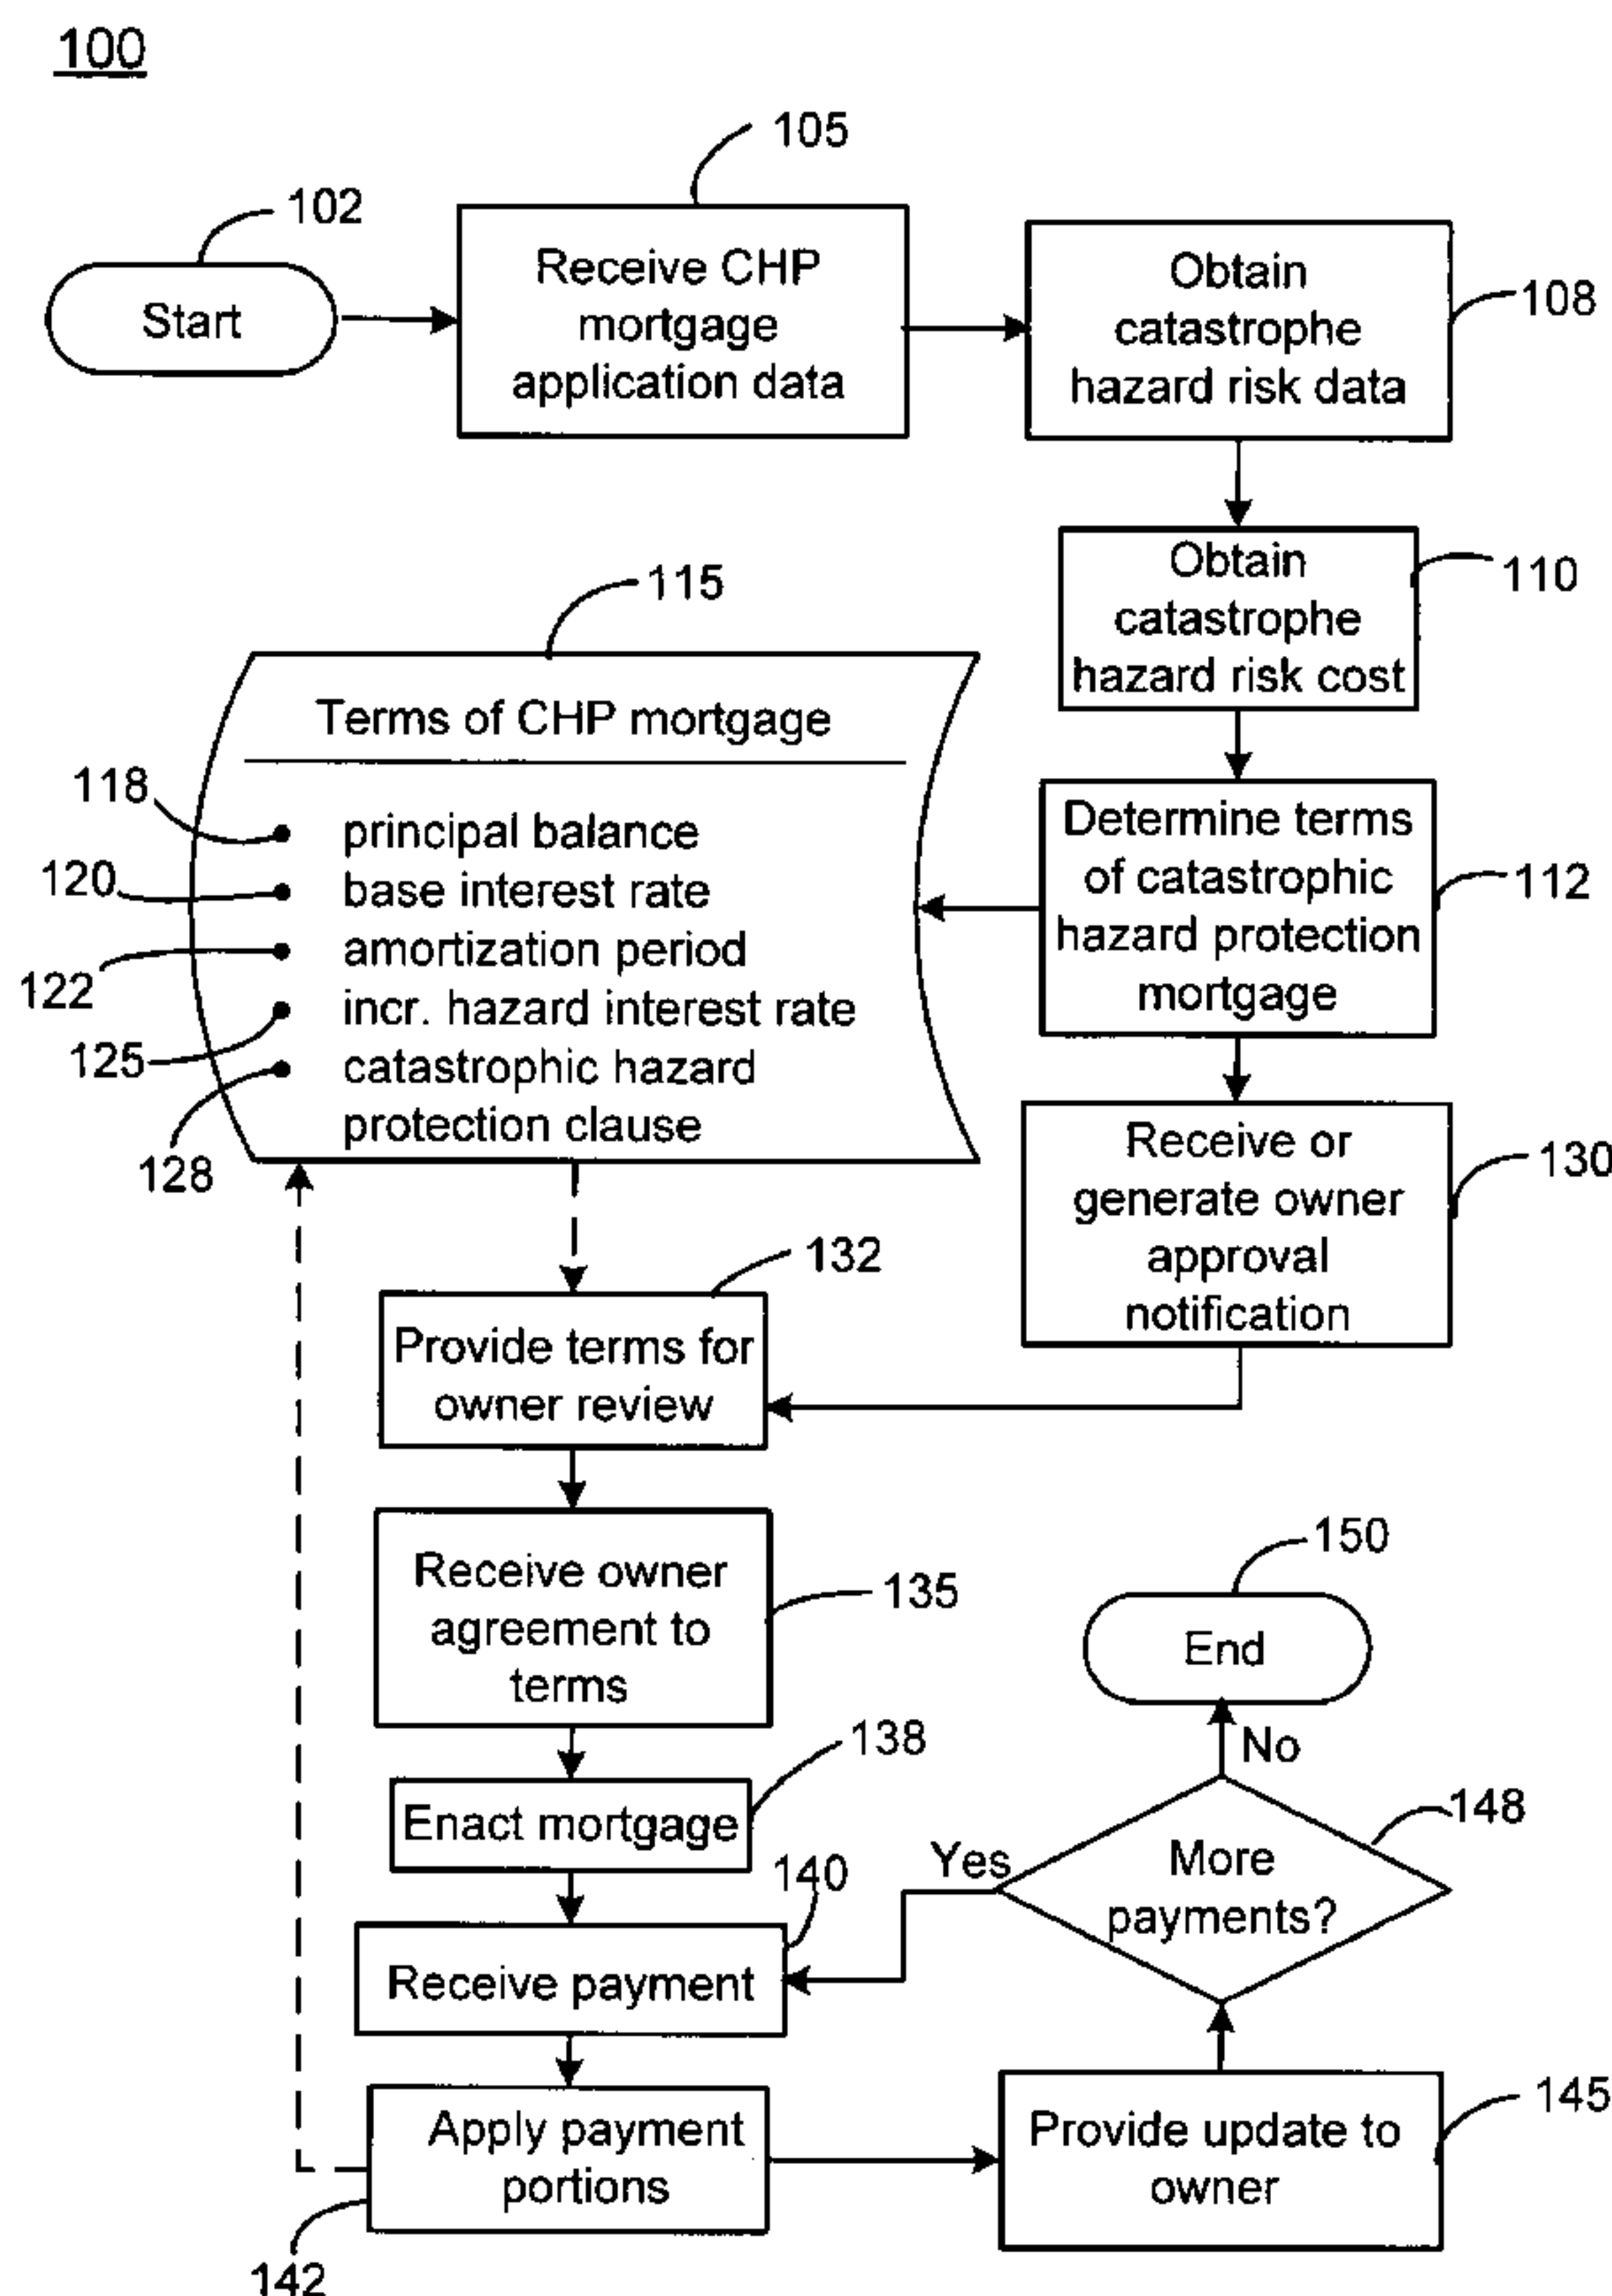 100
105
102
Start
Receive CHP
mortgage
application data
Obtain
catastrophe
hazard risk data
108
Obtain
catastrophe
hazard risk cost
110
115
Terms of CHP mortgage
118
principal balance
120
base interest rate
122
amortization period
125
incr. hazard interest rate
128
catastrophic hazard
protection clause
Determine terms
of catastrophic
hazard protection
mortgage
112
Receive or
generate owner
approval
notification
130
132
Provide terms for
owner review
Receive owner
agreement to
terms
135
150
End
No
138
Enact mortgage
148
More
payments?
Yes
140
Receive payment
Apply payment
portions
142
Provide update to
owner
145